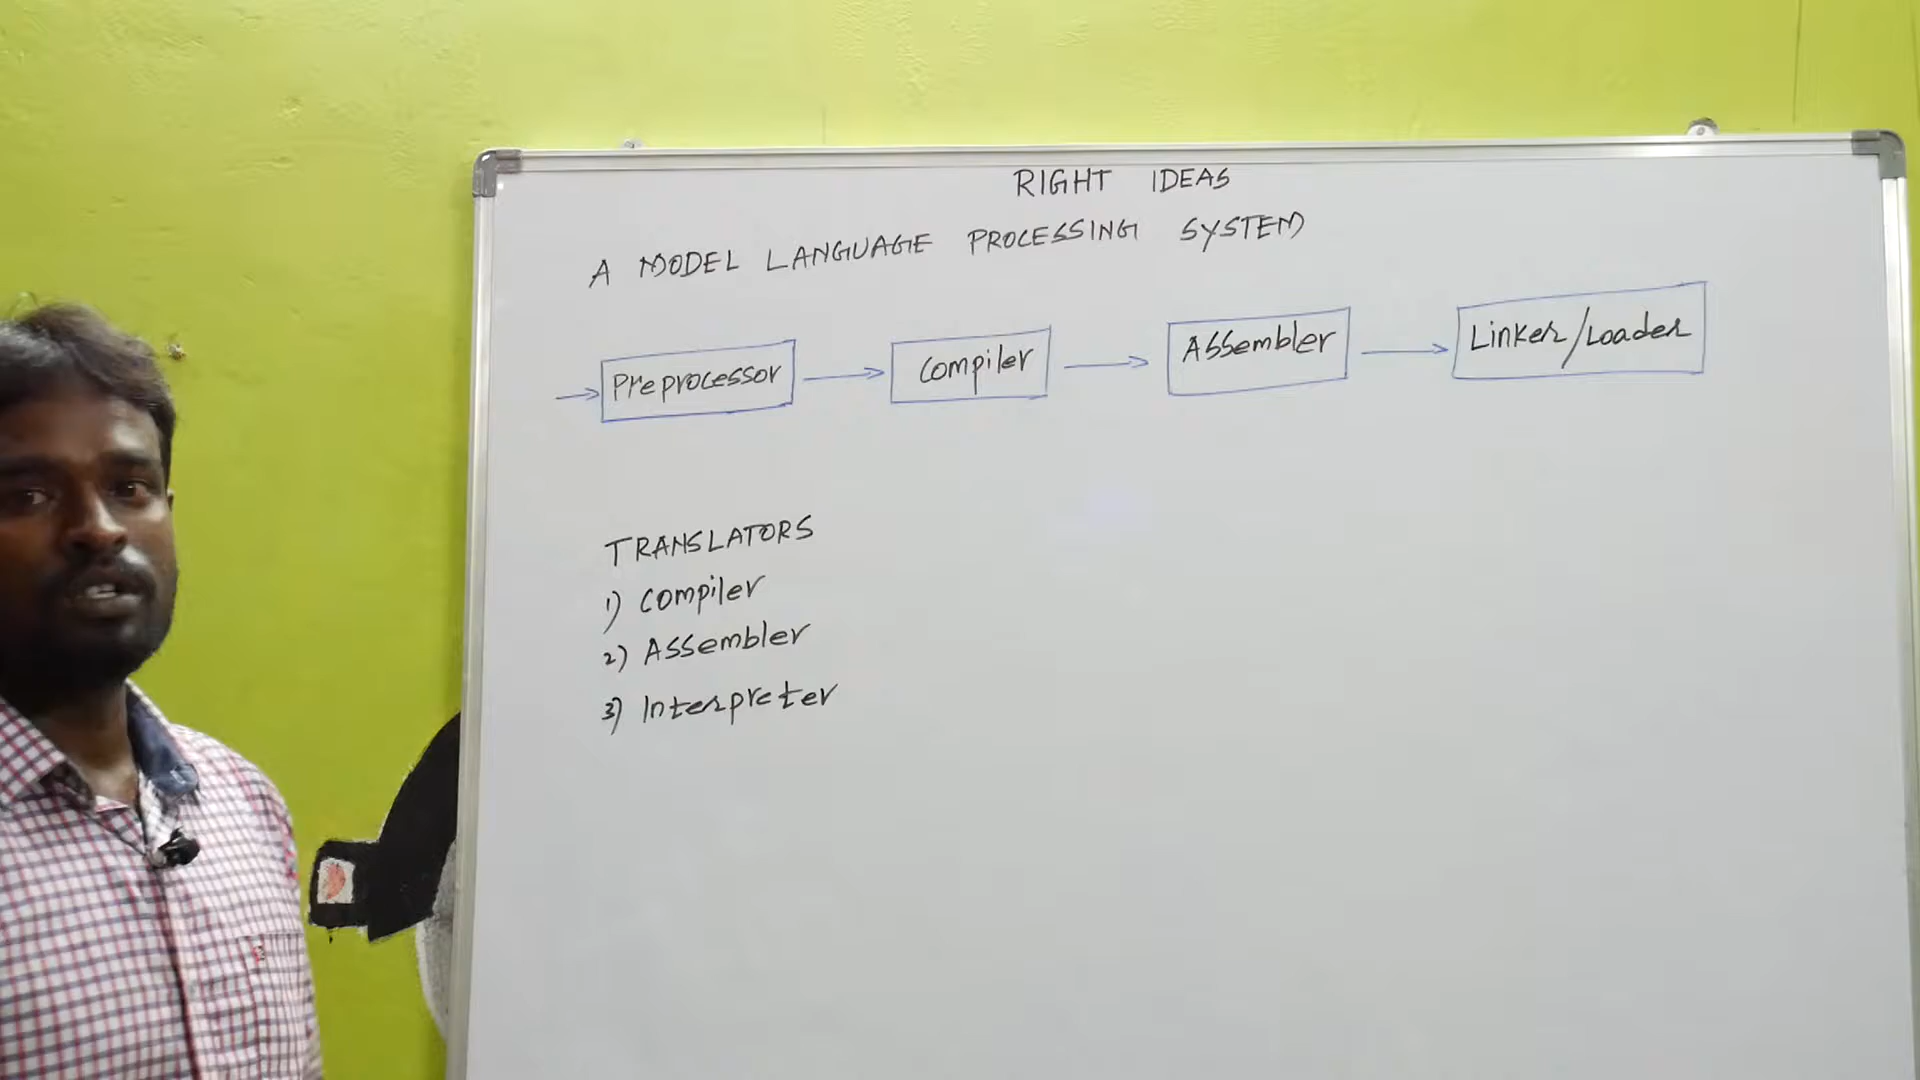 RIGHT IDEAS
A MODEL LANGUAGE PROCESSING SYSTEM
Preprocessor Compiler Assembler Linker/Loader
TRANSLATORS
1) Compiler
2) Assembler
3) Interpreter